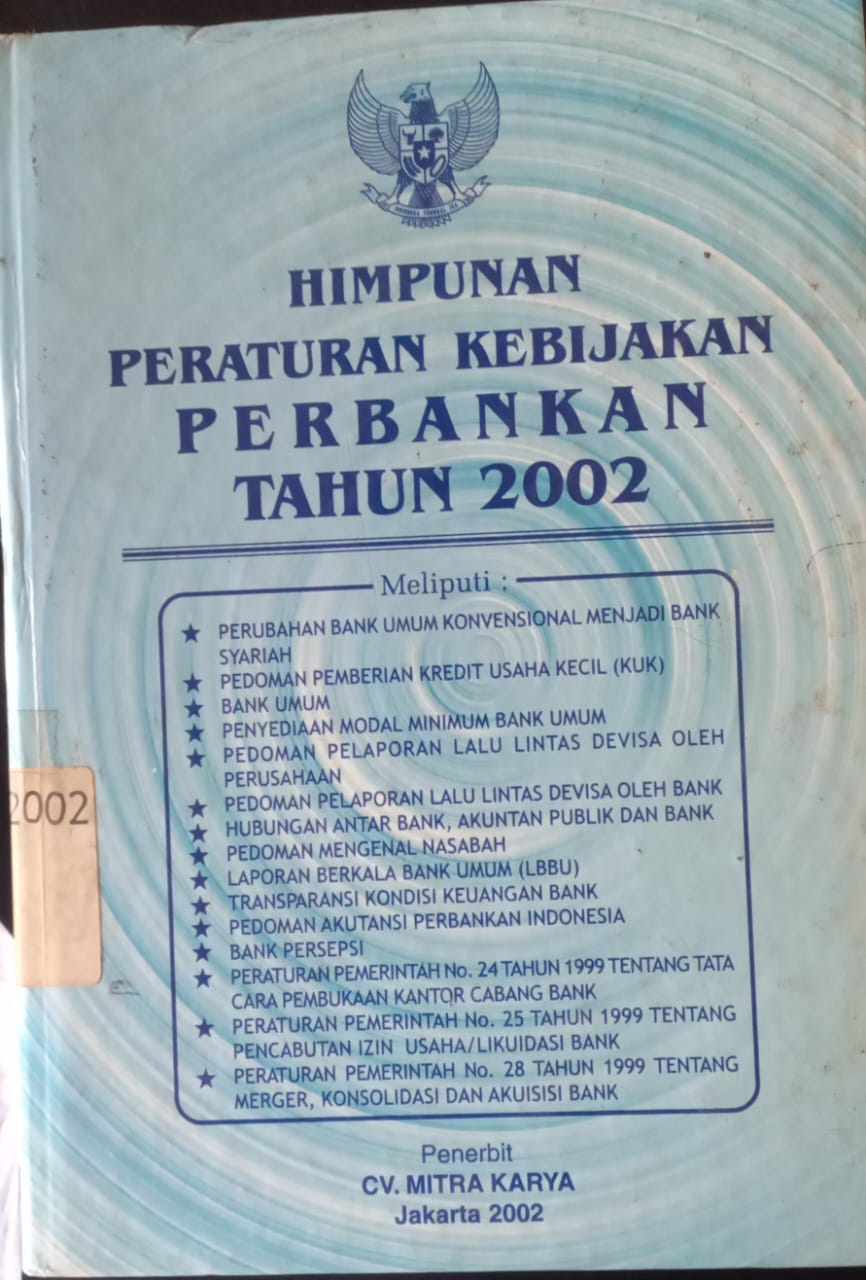 BHINNEKA TUNGGAL IKA
HIMPUNAN
PERATURAN KEBIJAKAN
PERBANKAN
TAHUN 2002
Meliputi :
★ PERUBAHAN BANK UMUM KONVENSIONAL MENJADI BANK
SYARIAH
★ PEDOMAN PEMBERIAN KREDIT USAHA KECIL (KUK)
★ BANK UMUM
★ PENYEDIAAN MODAL MINIMUM BANK UMUM
★ PEDOMAN PELAPORAN LALU LINTAS DEVISA OLEH
PERUSAHAAN
★ PEDOMAN PELAPORAN LALU LINTAS DEVISA OLEH BANK
★ HUBUNGAN ANTAR BANK, AKUNTAN PUBLIK DAN BANK
★ PEDOMAN MENGENAL NASABAH
★ LAPORAN BERKALA BANK UMUM (LBBU)
★ TRANSPARANSI KONDISI KEUANGAN BANK
★ PEDOMAN AKUTANSI PERBANKAN INDONESIA
★ BANK PERSEPSI
★ PERATURAN PEMERINTAH No. 24 TAHUN 1999 TENTANG TATA
CARA PEMBUKAAN KANTOR CABANG BANK
★ PERATURAN PEMERINTAH No. 25 TAHUN 1999 TENTANG
PENCABUTAN IZIN USAHA/LIKUIDASI BANK
★ PERATURAN PEMERINTAH No. 28 TAHUN 1999 TENTANG
MERGER, KONSOLIDASI DAN AKUISISI BANK
2002
Penerbit
CV. MITRA KARYA
Jakarta 2002